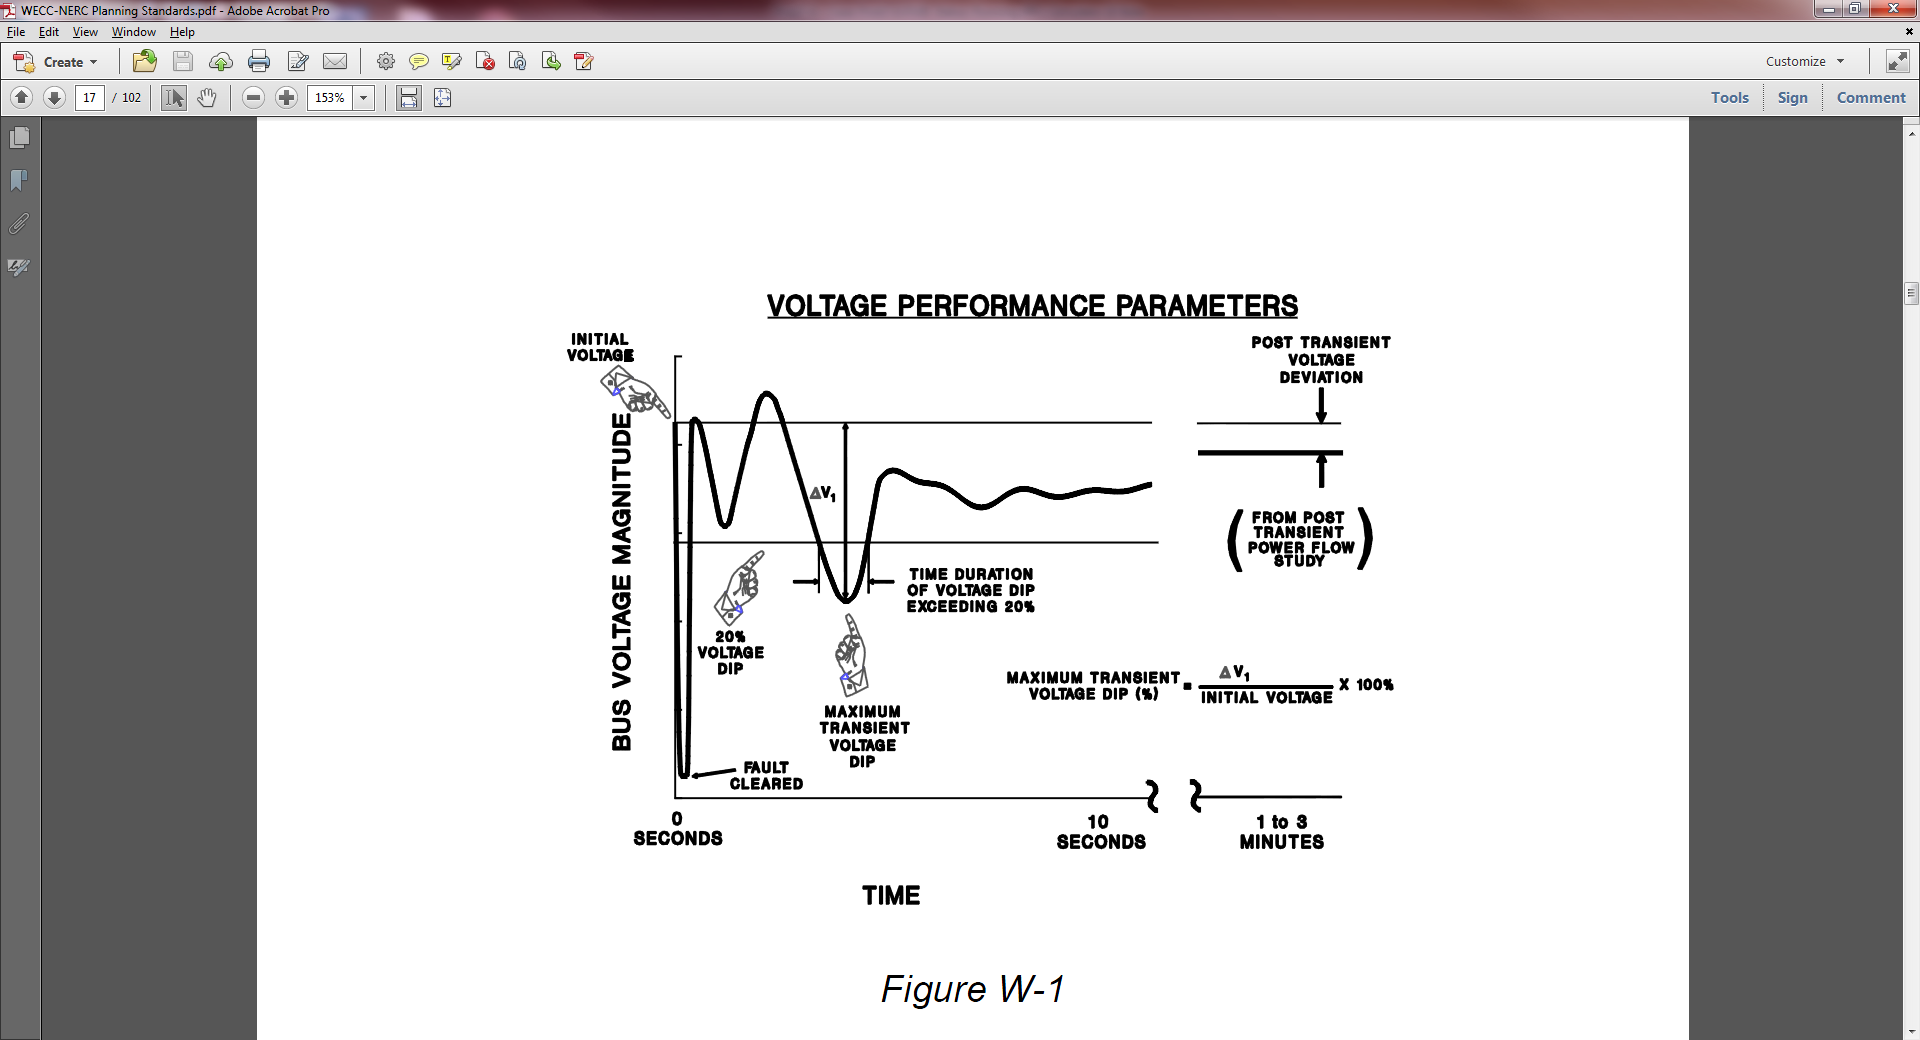 WECC-NERC Planning Standards.pdf - Adobe Acrobat Pro
File Edit View Window Help
Create
Customize
17 / 102
153%
Tools Sign Comment
VOLTAGE PERFORMANCE PARAMETERS
INITIAL
VOLTAGE
POST TRANSIENT
VOLTAGE
DEVIATION
BUS VOLTAGE MAGNITUDE
ΔV1
(FROM POST
TRANSIENT
POWER FLOW
STUDY)
TIME DURATION
OF VOLTAGE DIP
EXCEEDING 20%
20%
VOLTAGE
DIP
MAXIMUM TRANSIENT
VOLTAGE DIP (%)
=
ΔV1
INITIAL VOLTAGE
X 100%
MAXIMUM
TRANSIENT
VOLTAGE
DIP
FAULT
CLEARED
0
SECONDS
10
SECONDS
1 to 3
MINUTES
TIME
Figure W-1